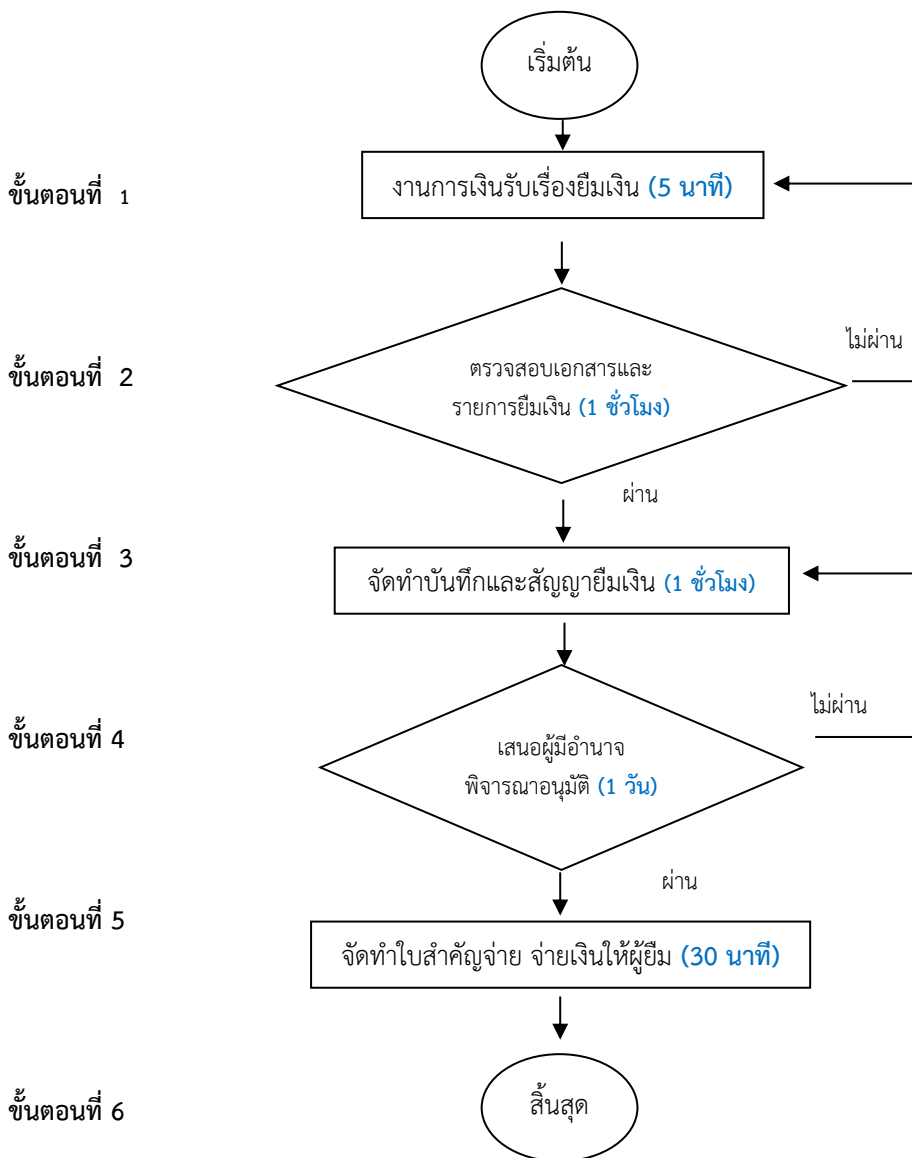 เริ่มต้น
ขั้นตอนที่ 1
งานการเงินรับเรื่องยืมเงิน (5 นาที)
ไม่ผ่าน
ขั้นตอนที่ 2
ตรวจสอบเอกสารและ
รายการยืมเงิน (1 ชั่วโมง)
ผ่าน
ขั้นตอนที่ 3
จัดทำบันทึกและสัญญายืมเงิน (1 ชั่วโมง)
ไม่ผ่าน
ขั้นตอนที่ 4
เสนอผู้มีอำนาจ
พิจารณาอนุมัติ (1 วัน)
ผ่าน
ขั้นตอนที่ 5
จัดทำใบสำคัญจ่าย จ่ายเงินให้ผู้ยืม (30 นาที)
ขั้นตอนที่ 6
สิ้นสุด